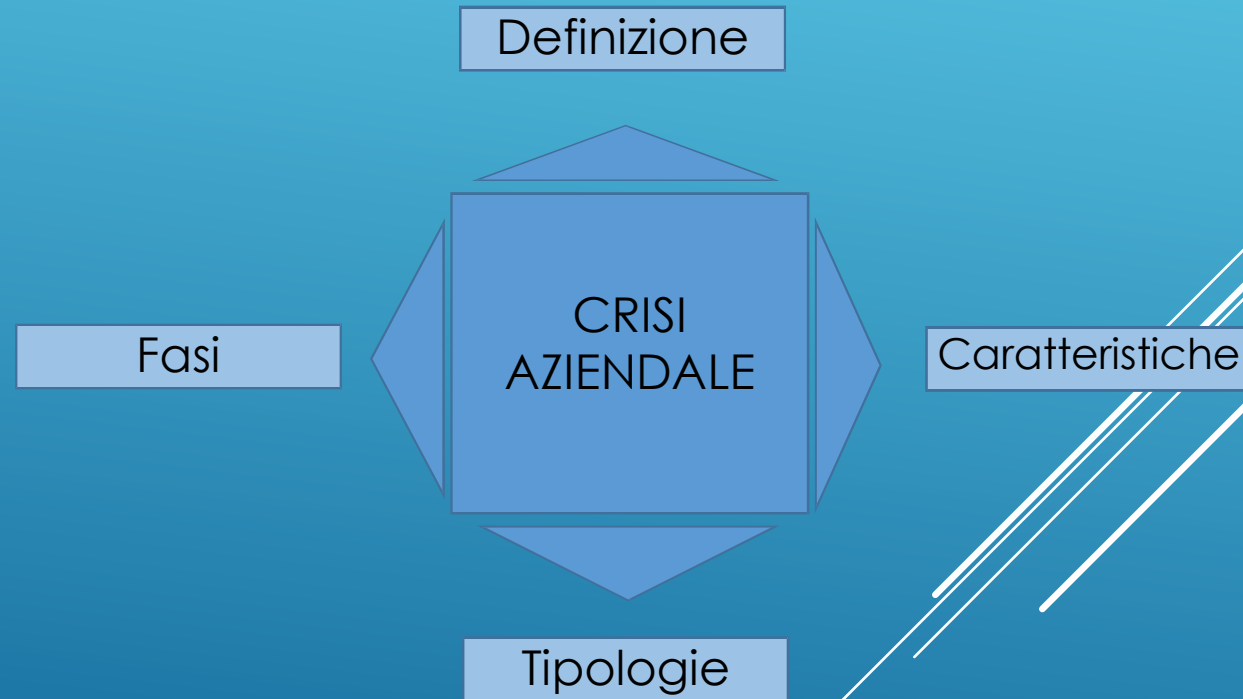 Definizione
CRISI
AZIENDALE
Fasi
Caratteristiche
Tipologie